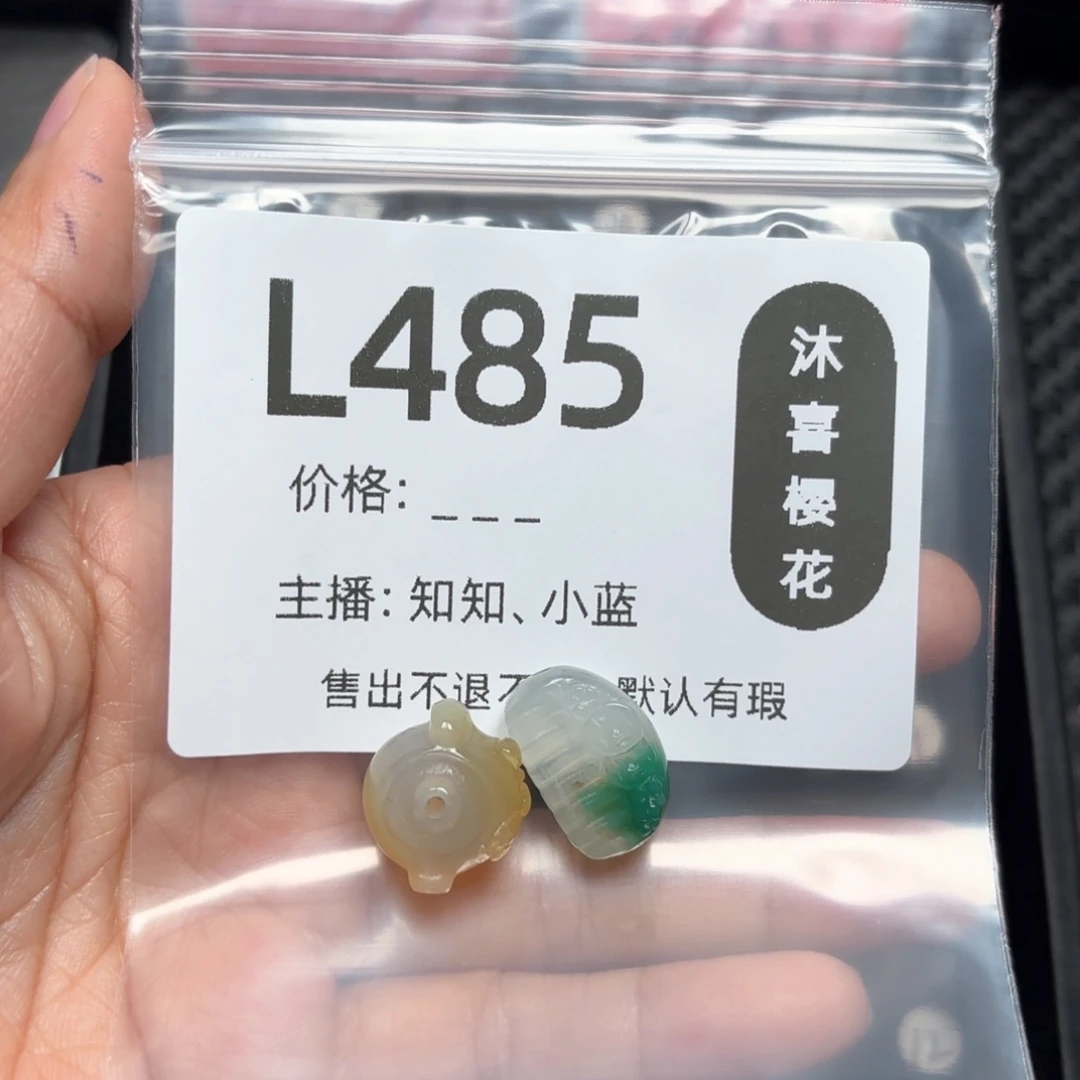 L485
沐喜樱花
价格: _ _ _
主播: 知知、小蓝
售出不退不 默认有瑕